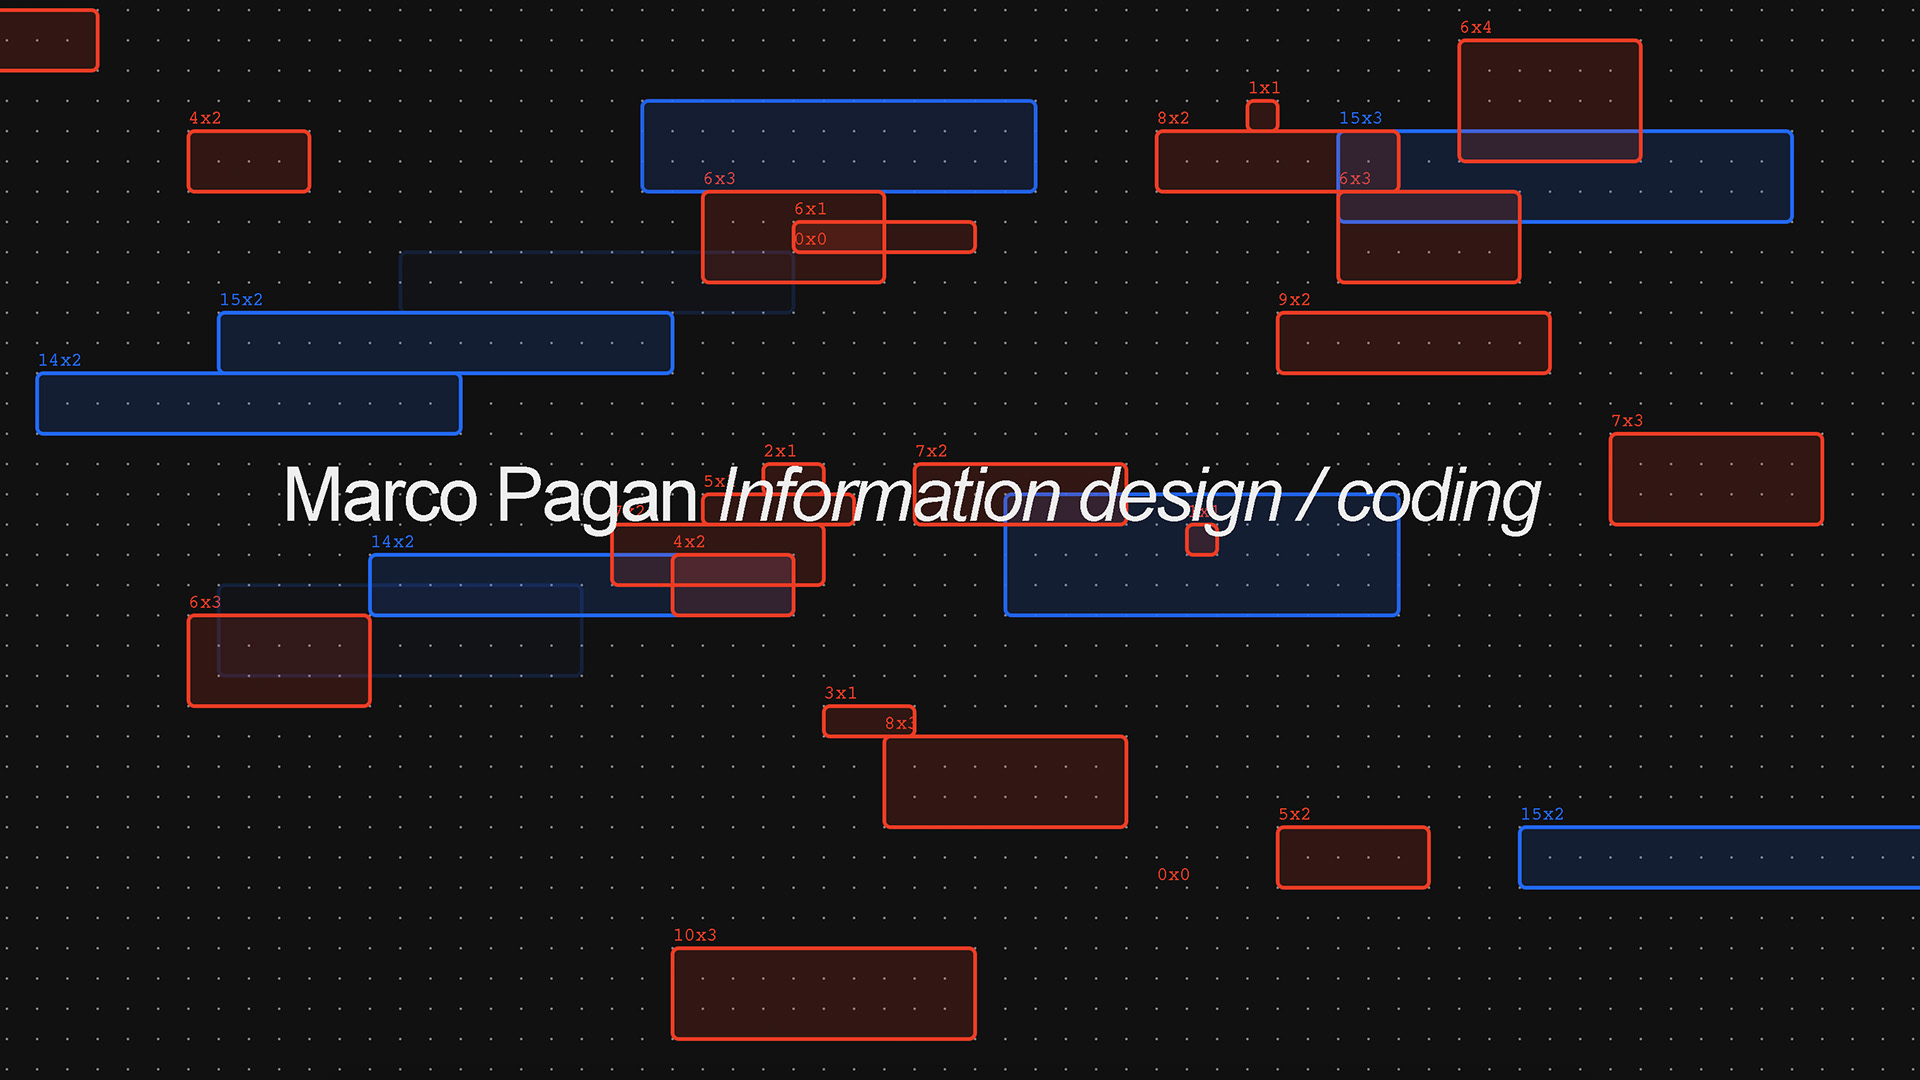 6x4
1x1
4x2
8x2
15x3
6x3
6x3
6x1
0x0
15x2
9x2
14x2
7x3
2x1
7x2
Marco Pagan Information design / coding
14x2
4x2
6x3
3x1
8x3
5x2
15x2
0x0
10x3